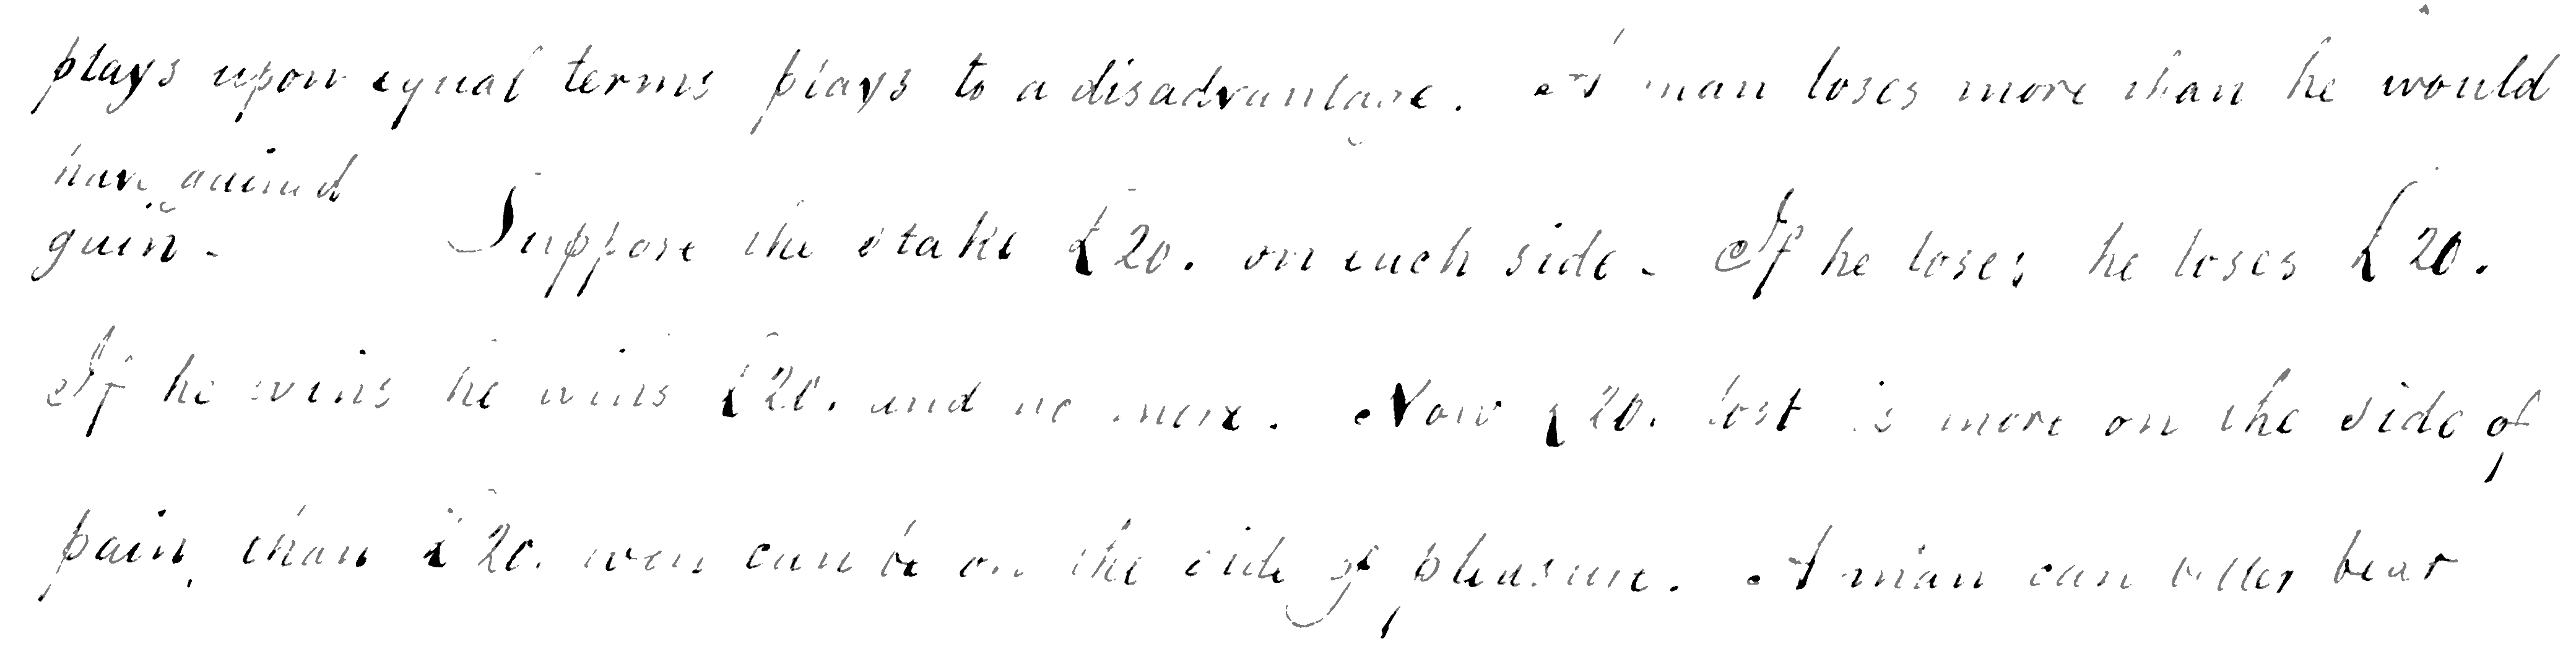 plays upon equal terms plays to a disadvantage. A man loses more than he would
have gained
gain - Suppose the stake £20. on each side - If he loses he loses £20.
If he wins he wins £20. and no more. Now £20. lost is more on the side of
pain, than £20. won can be on the side of pleasure. A man can better bear